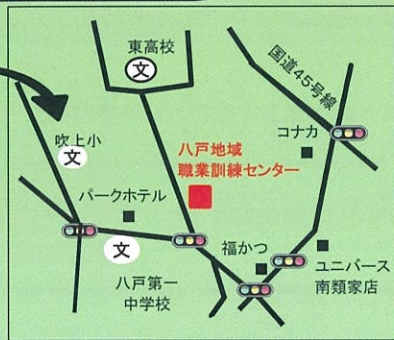 東高校
文
国道45号線
コナカ
吹上小
文
八戸地域
職業訓練センター
パークホテル
文
八戸第一
中学校
福かつ
ユニバース
南類家店